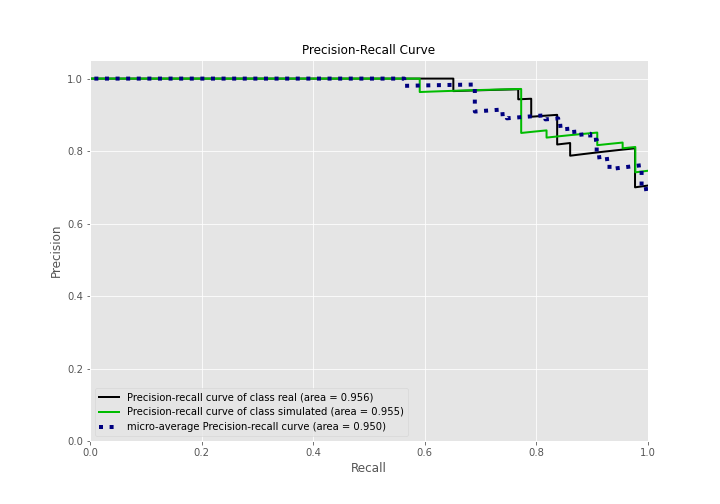 Precision-Recall Curve
Precision
1.0
0.8
0.6
0.4
0.2
0.0
Precision-recall curve of class real (area = 0.956)
Precision-recall curve of class simulated (area = 0.955)
micro-average Precision-recall curve (area = 0.950)
0.0 0.2 0.4 0.6 0.8 1.0
Recall